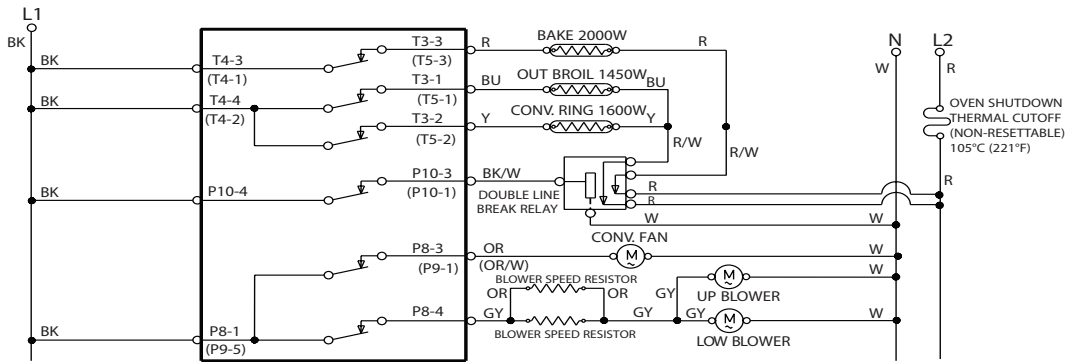 L1
N
L2
BK
BAKE 2000W
R
R
T3-3
(T5-3)
W
R
BK
T4-3
(T4-1)
T3-1
(T5-1)
BU
OUT BROIL 1450W
BU
OVEN SHUTDOWN
THERMAL CUTOFF
(NON-RESETTABLE)
105°C (221°F)
BK
T4-4
(T4-2)
T3-2
(T5-2)
Y
CONV. RING 1600W
Y
R/W
R/W
BK
P10-4
P10-3
(P10-1)
BK/W
DOUBLE LINE
BREAK RELAY
R
R
R
W
W
CONV. FAN
P8-3
(P9-1)
OR
(OR/W)
M
~
W
BLOWER SPEED RESISTOR
OR
OR
GY
M
~
W
UP BLOWER
BK
P8-1
(P9-5)
P8-4
GY
BLOWER SPEED RESISTOR
GY
GY
M
~
W
LOW BLOWER